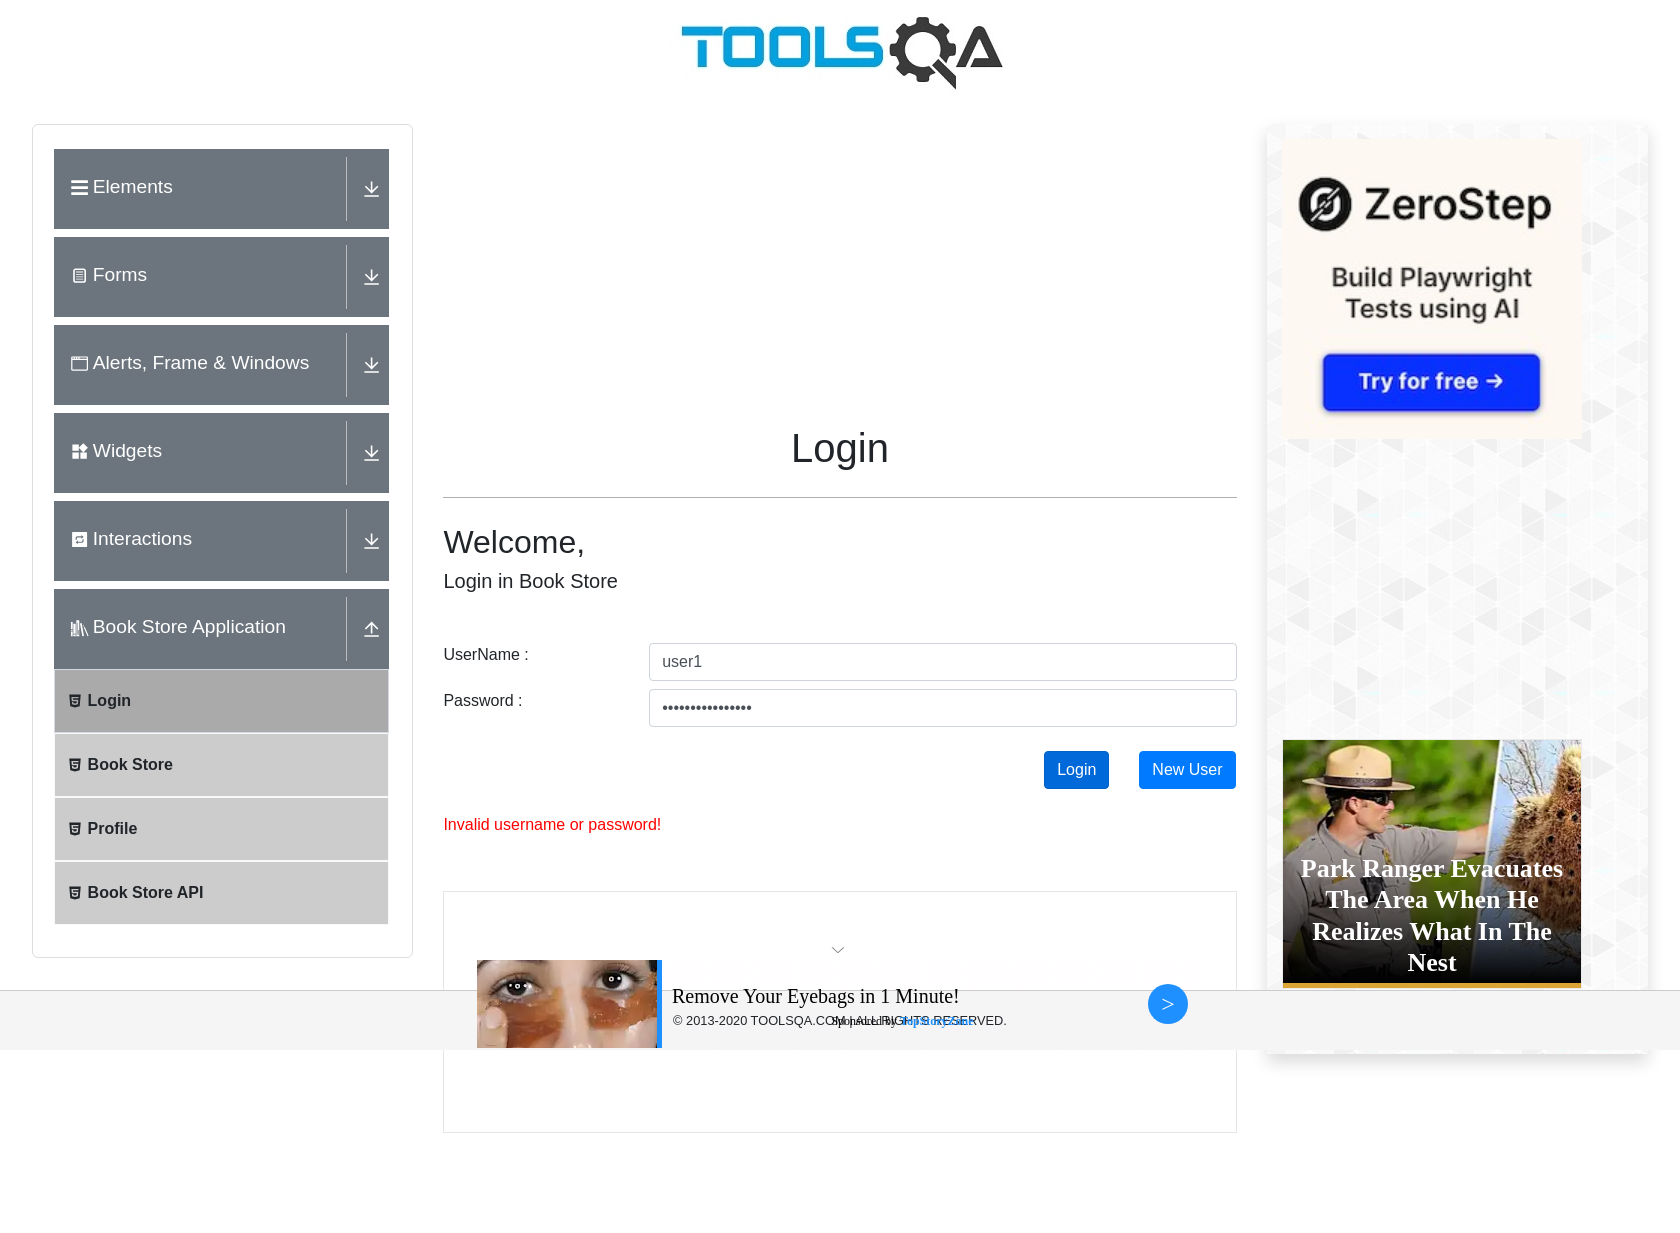 TOOLSQA
Elements
Forms
Alerts, Frame & Windows
Widgets
Interactions
Book Store Application
Login
Book Store
Profile
Book Store API
Login
Welcome,
Login in Book Store
UserName :
user1
Password :
••••••••••••••••
Login
New User
Invalid username or password!
Remove Your Eyebags in 1 Minute!
© 2013-2020 TOOLSQA.COM | ALL RIGHTS RESERVED.
Sponsored by
>
ZeroStep
Build Playwright
Tests using AI
Try for free →
Park Ranger Evacuates
The Area When He
Realizes What In The
Nest